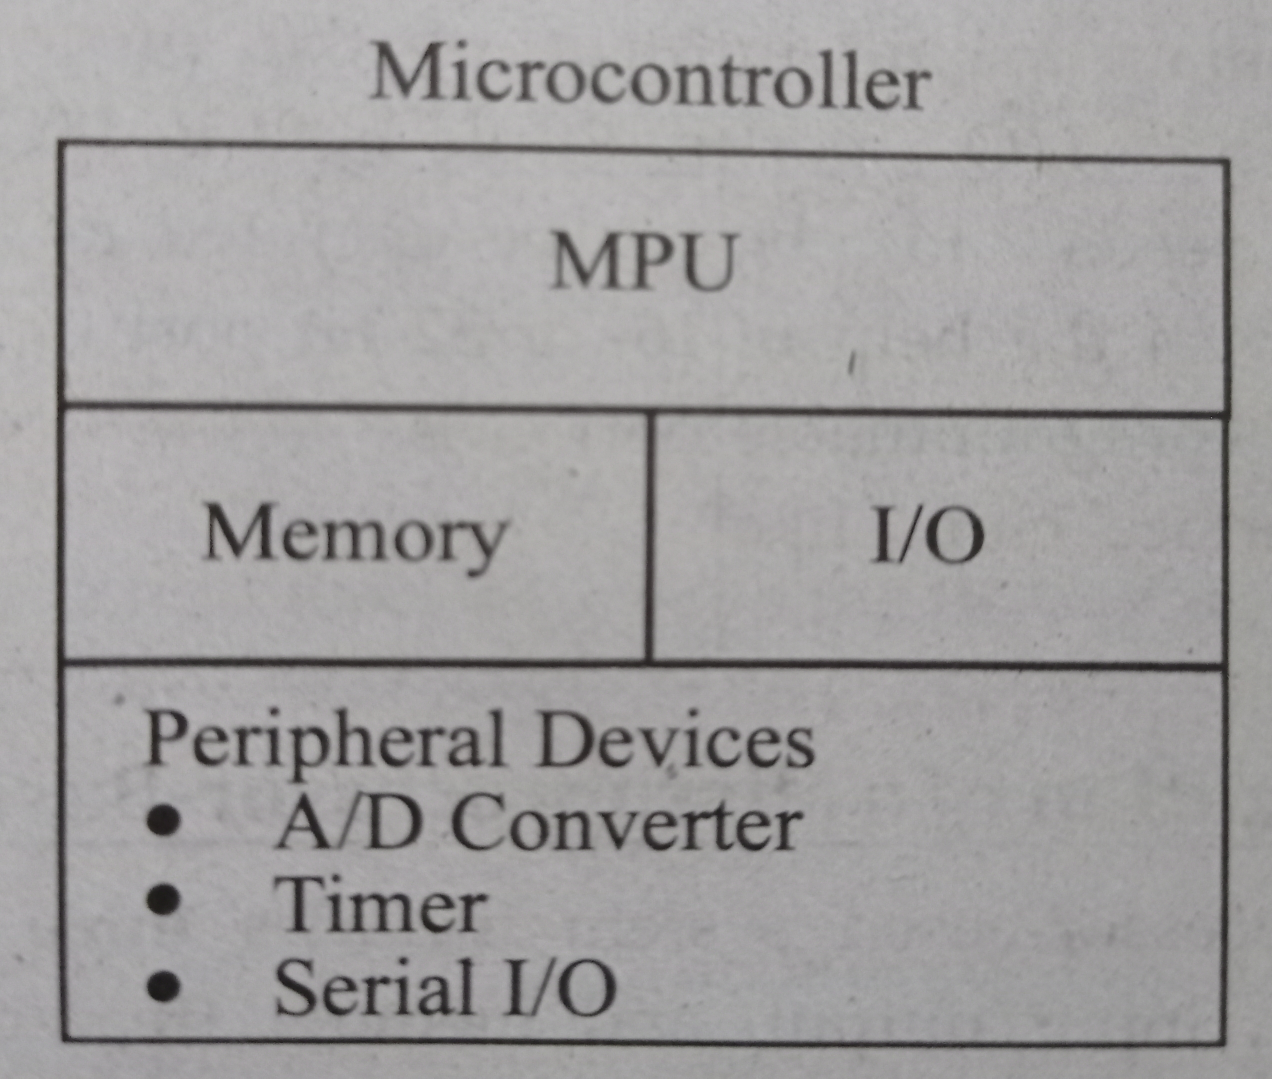 Microcontroller
MPU
Memory I/O
Peripheral Devices
• A/D Converter
• Timer
• Serial I/O